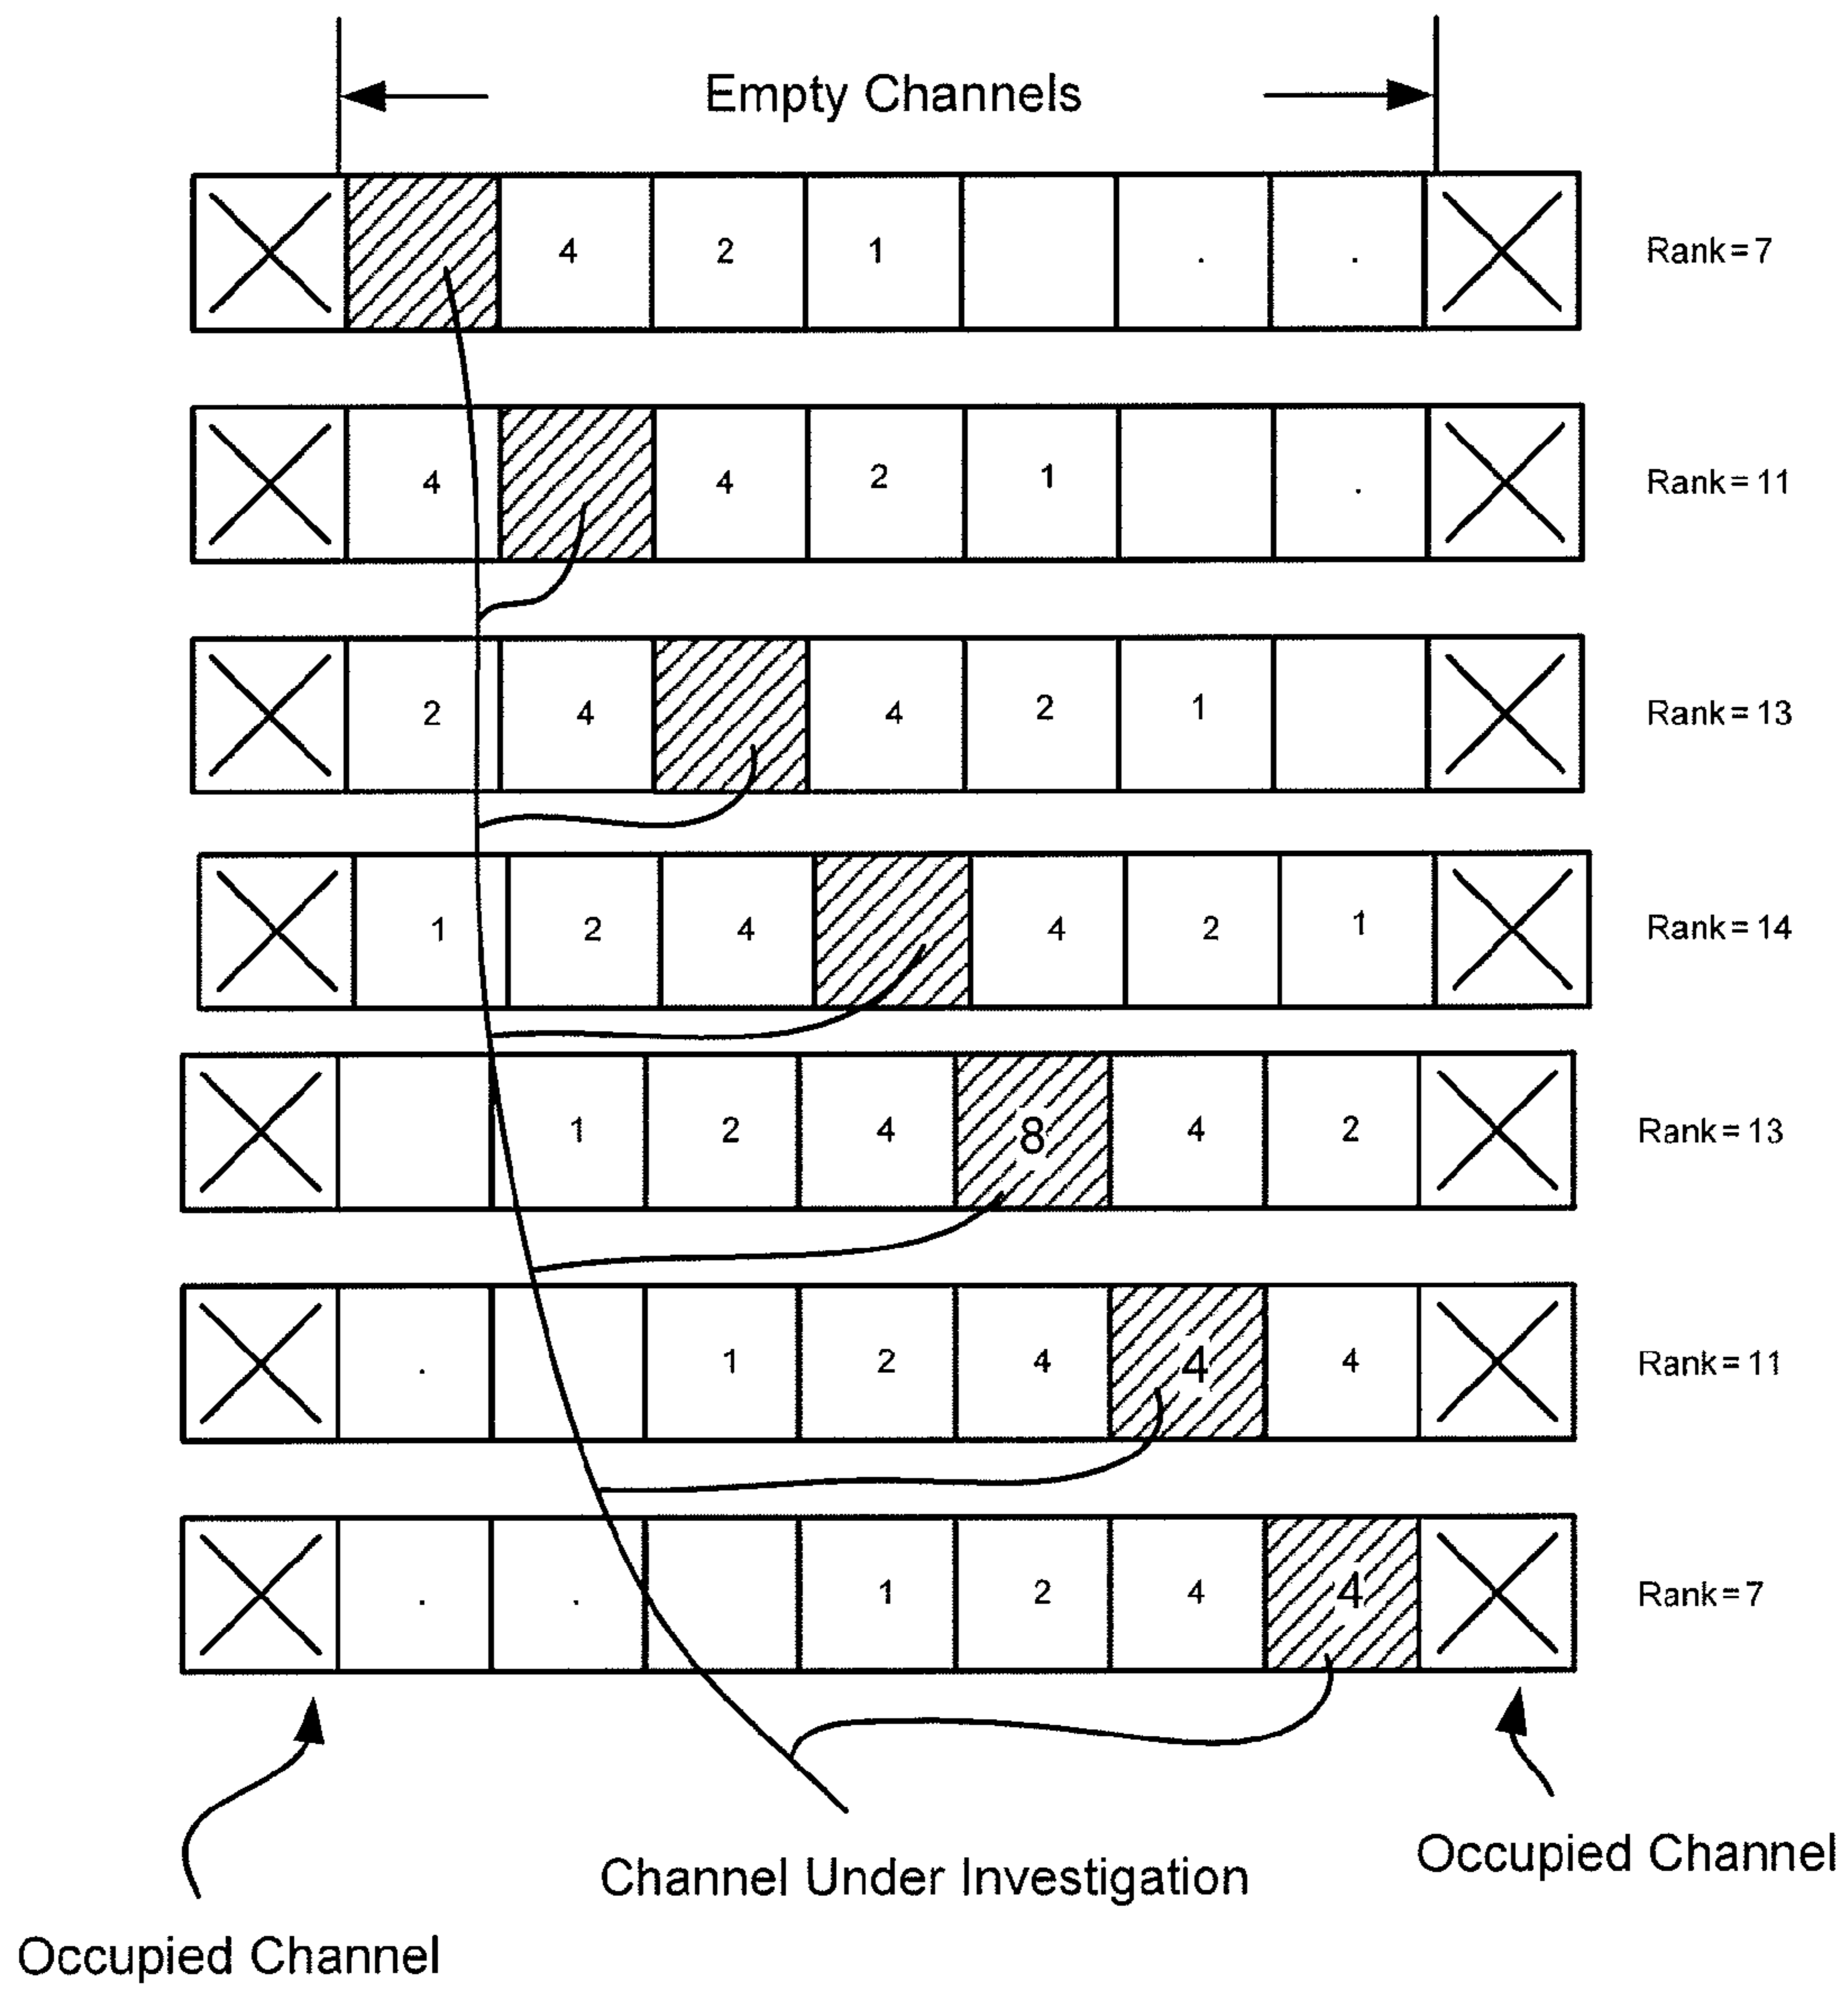 Empty Channels
4 2 1 . . Rank=7
4 4 2 1 . Rank=11
2 4 4 2 1 Rank=13
1 2 4 4 2 1 Rank=14
1 2 4 8 4 2 Rank=13
. 1 2 4 4 4 Rank=11
. . 1 2 4 4 Rank=7
Occupied Channel
Channel Under Investigation
Occupied Channel